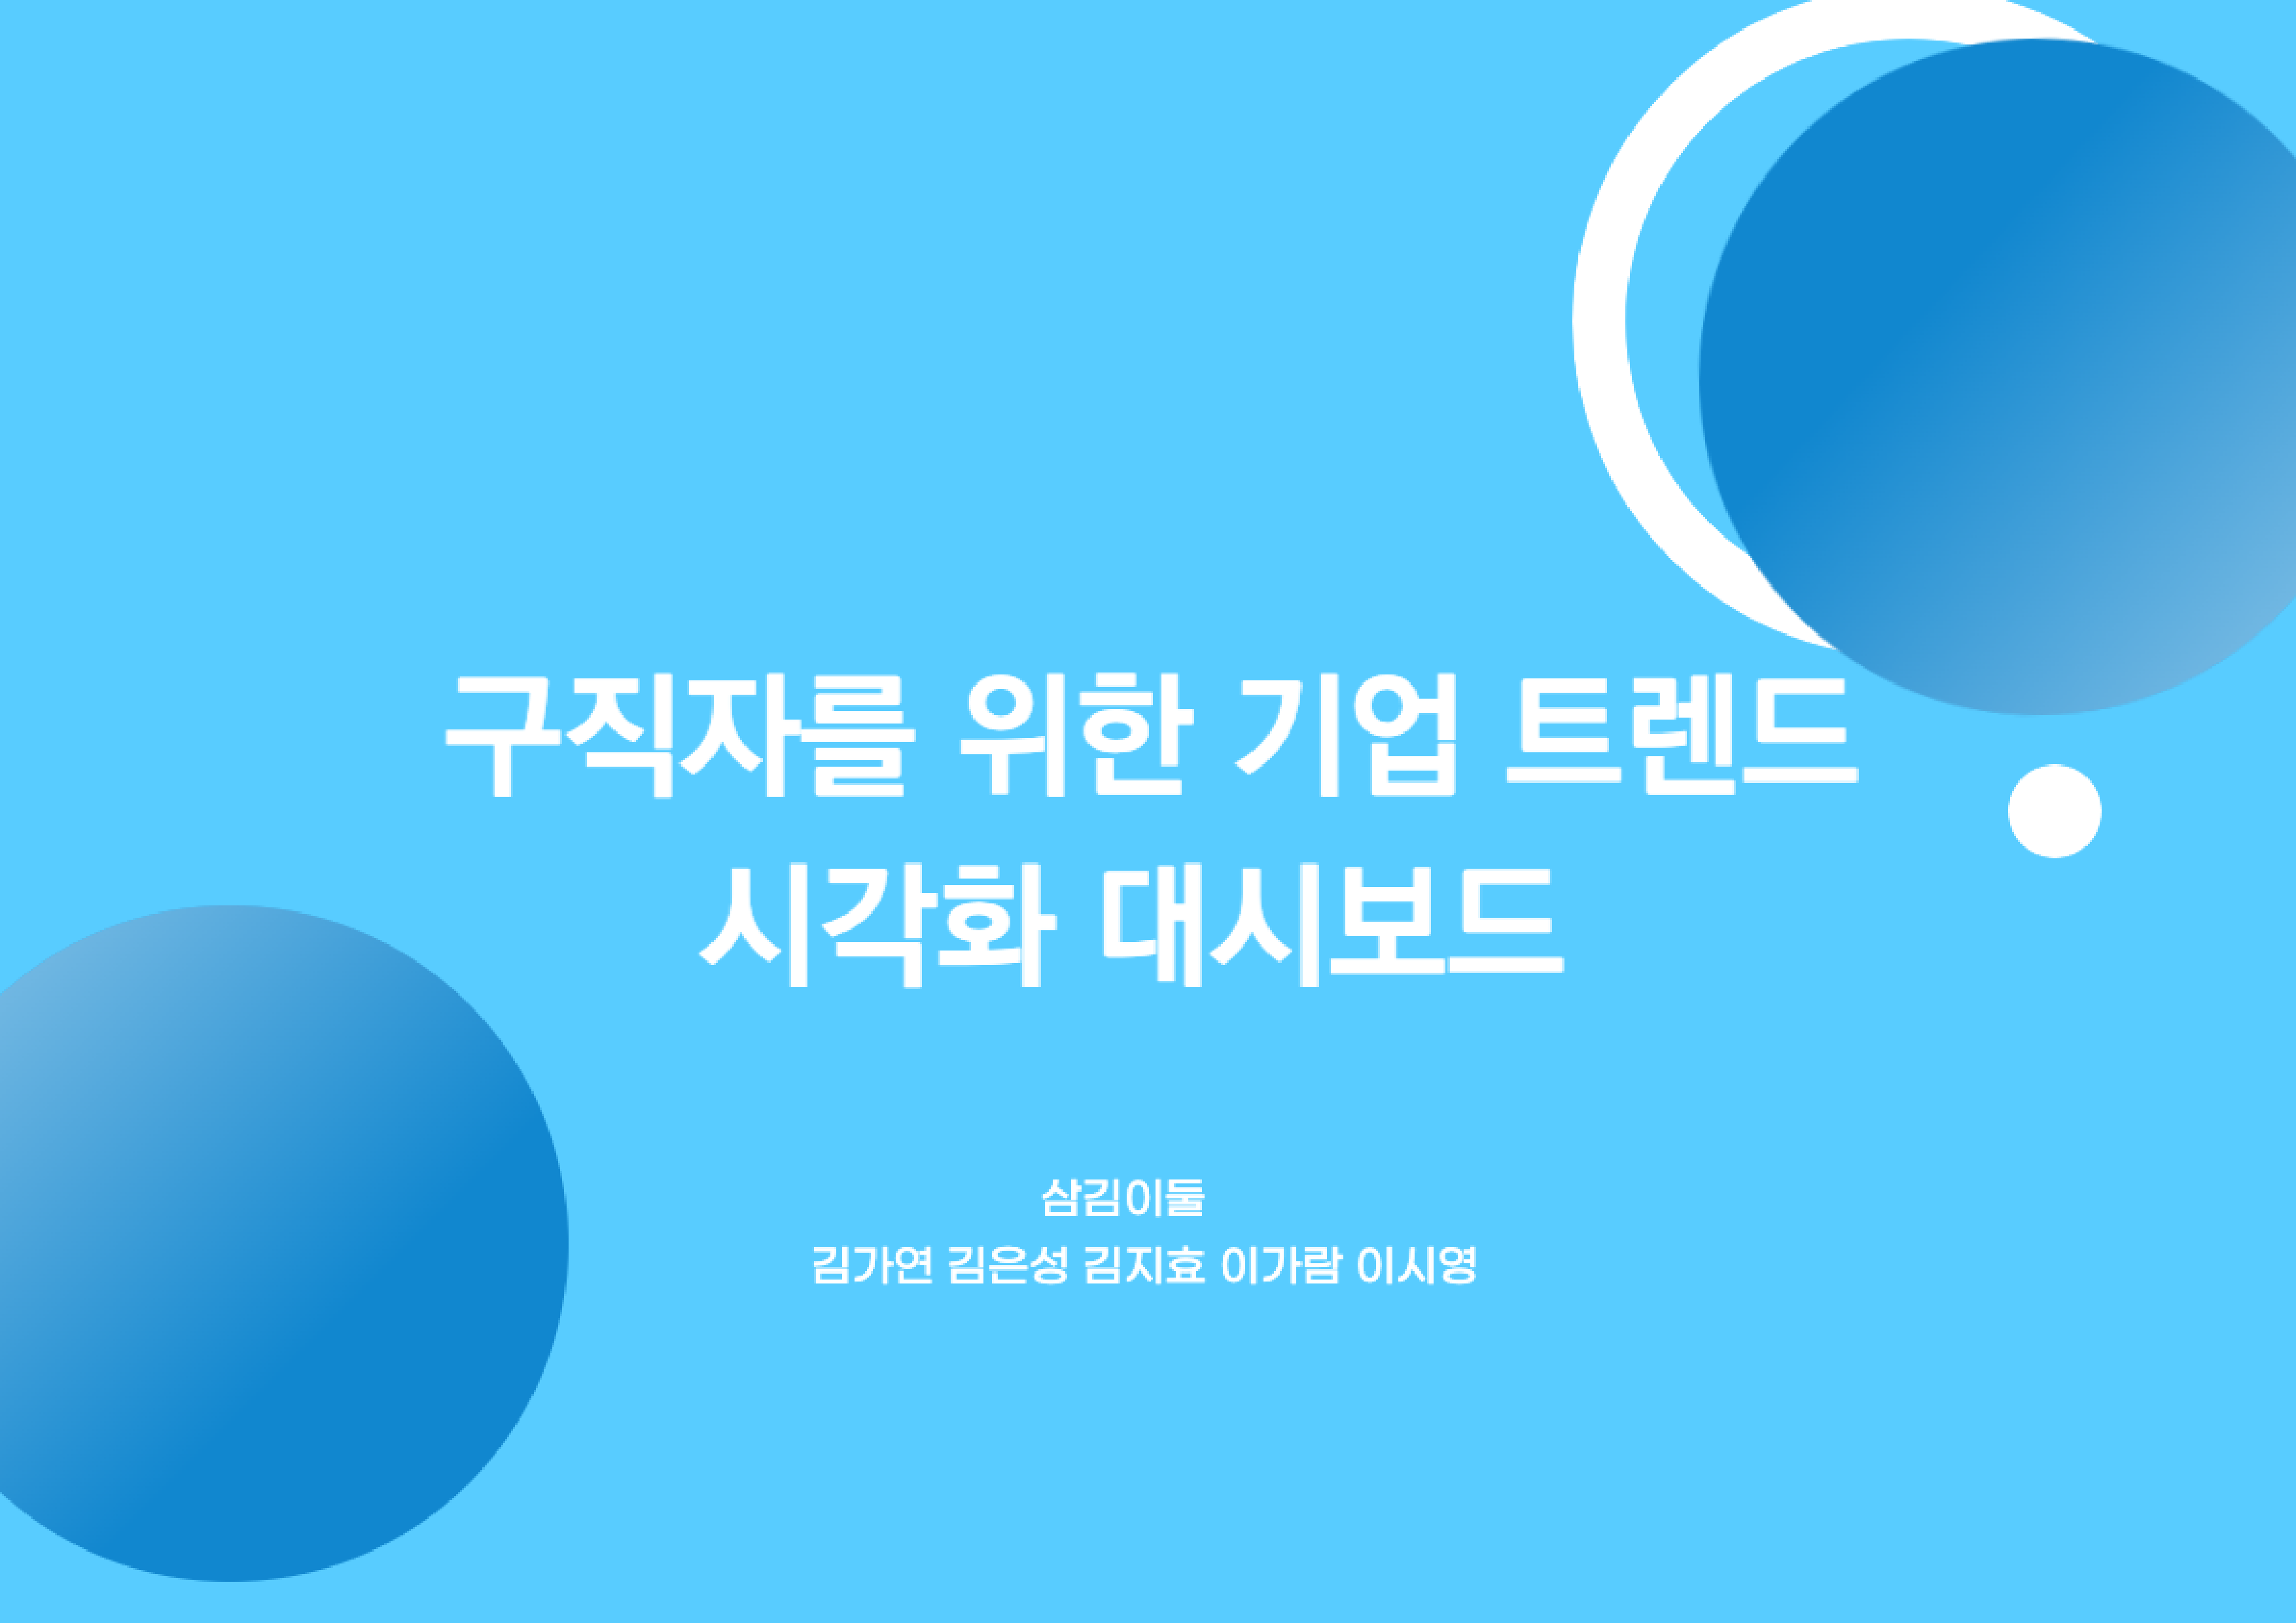 구직자를 위한 기업 트렌드
시각화 대시보드
삼김이돌
김가연 김은성 김지효 이가람 이시영